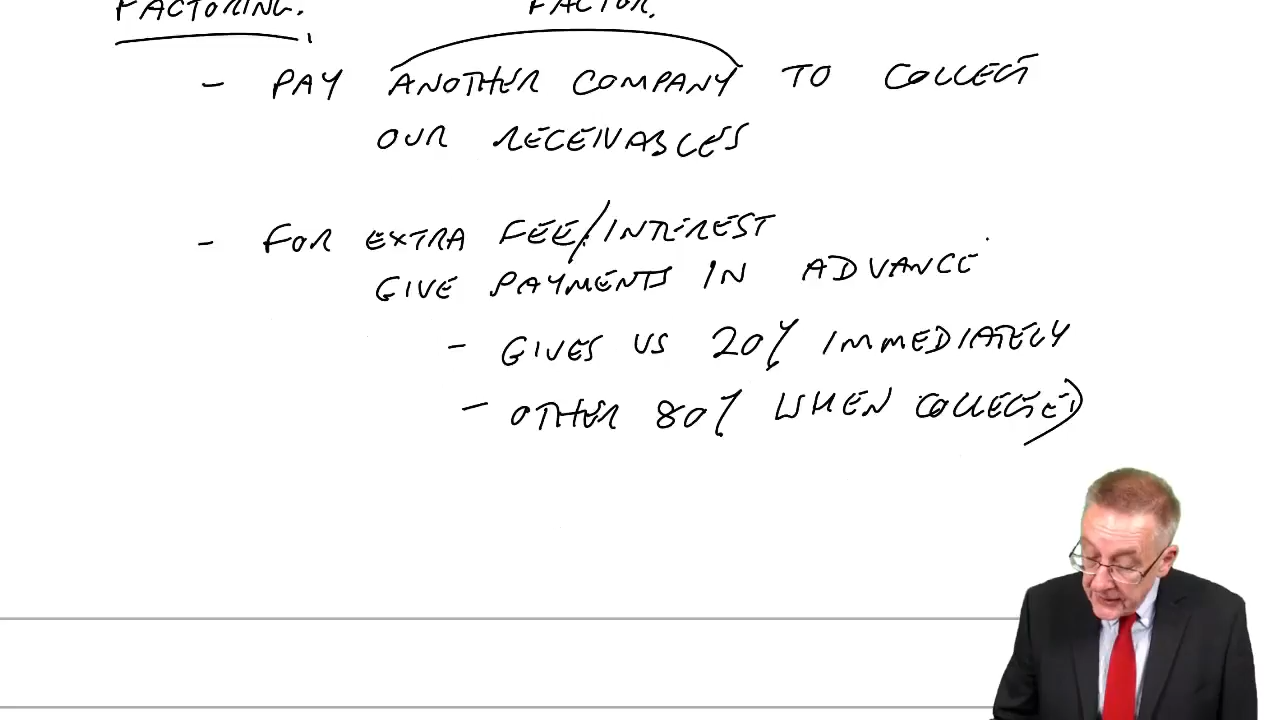 FACTORING. FACTOR.
- PAY ANOTHER COMPANY TO COLLECT
OUR RECEIVABLES
- FOR EXTRA FEE/INTEREST
GIVE PAYMENTS IN ADVANCE
- GIVES US 20% IMMEDIATELY
- OTHER 80% WHEN COLLECTED